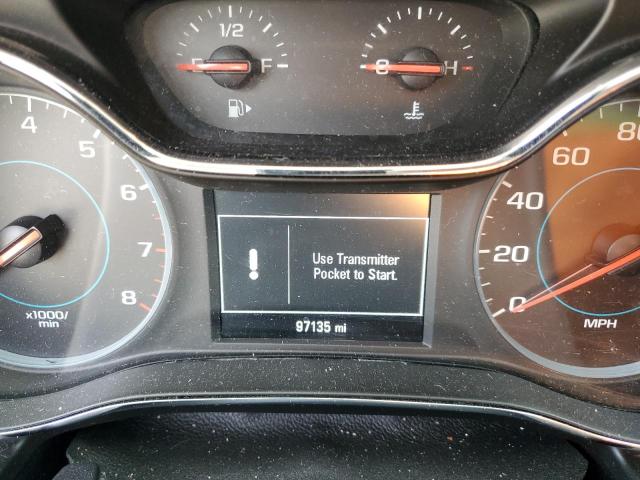 1/2
E F
C H
4 5 6 7 8
x1000/
min
0 20 40 60 80
MPH
Use Transmitter
Pocket to Start.
97135 mi